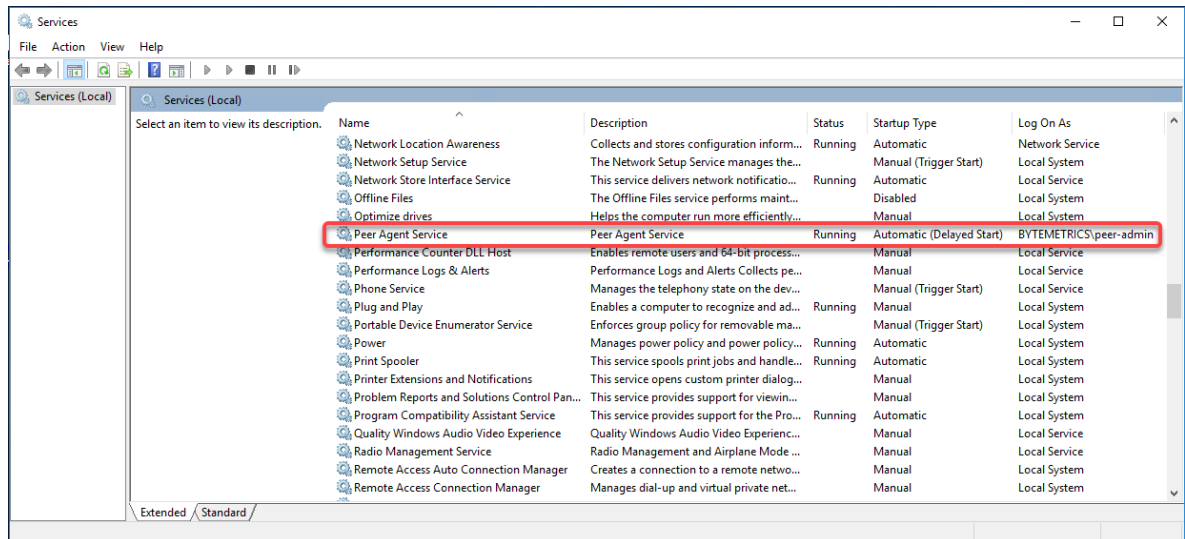 Services
File Action View Help
Services (Local)
Services (Local)
Select an item to view its description.
Name Description Status Startup Type Log On As
Network Location Awareness Collects and stores configuration inform... Running Automatic Network Service
Network Setup Service The Network Setup Service manages the... Manual (Trigger Start) Local System
Network Store Interface Service This service delivers network notificatio... Running Automatic Local Service
Offline Files The Offline Files service performs maint... Disabled Local System
Optimize drives Helps the computer run more efficiently... Manual Local System
Peer Agent Service Peer Agent Service Running Automatic (Delayed Start) BYTEMETRICS\peer-admin
Performance Counter DLL Host Enables remote users and 64-bit process... Manual Local Service
Performance Logs & Alerts Performance Logs and Alerts Collects pe... Manual Local Service
Phone Service Manages the telephony state on the dev... Manual (Trigger Start) Local Service
Plug and Play Enables a computer to recognize and ad... Running Manual Local System
Portable Device Enumerator Service Enforces group policy for removable ma... Manual (Trigger Start) Local System
Power Manages power policy and power policy... Running Automatic Local System
Print Spooler This service spools print jobs and handle... Running Automatic Local System
Printer Extensions and Notifications This service opens custom printer dialog... Manual Local System
Problem Reports and Solutions Control Pan... This service provides support for viewin... Manual Local System
Program Compatibility Assistant Service This service provides support for the Pro... Running Automatic Local System
Quality Windows Audio Video Experience Quality Windows Audio Video Experienc... Manual Local Service
Radio Management Service Radio Management and Airplane Mode ... Manual Local Service
Remote Access Auto Connection Manager Creates a connection to a remote netwo... Manual Local System
Remote Access Connection Manager Manages dial-up and virtual private net... Manual Local System
Extended Standard